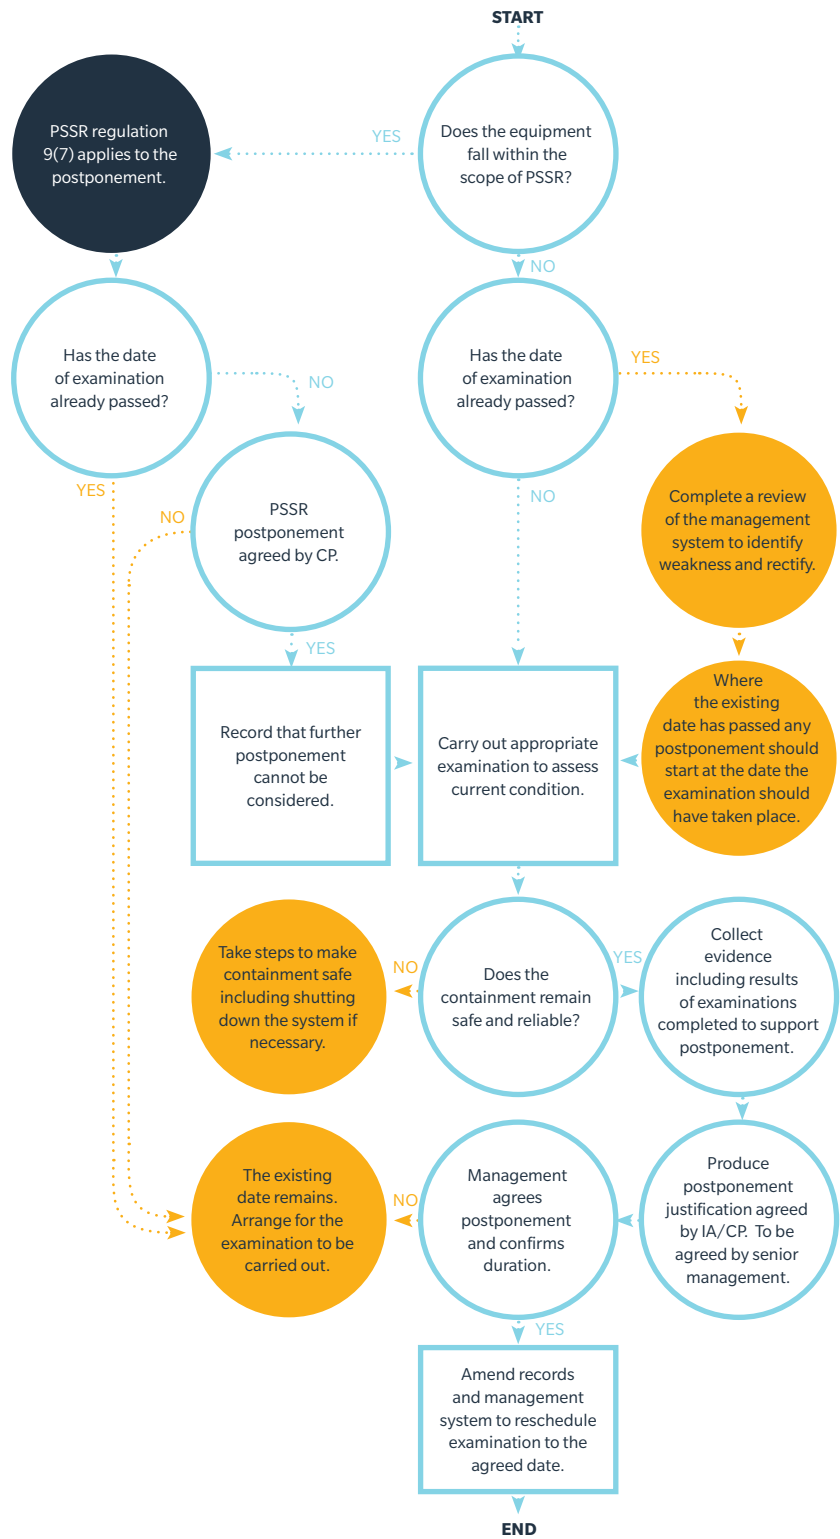 START
PSSR regulation
9(7) applies to the
postponement.
YES
Does the equipment
fall within the
scope of PSSR?
NO
Has the date
of examination
already passed?
NO
Has the date
of examination
already passed?
YES
YES
NO
PSSR
postponement
agreed by CP.
NO
Complete a review
of the management
system to identify
weakness and rectify.
YES
Record that further
postponement
cannot be
considered.
Carry out appropriate
examination to assess
current condition.
Where
the existing
date has passed any
postponement should
start at the date the
examination should
have taken place.
Take steps to make
containment safe
including shutting
down the system if
necessary.
NO
Does the
containment remain
safe and reliable?
YES
Collect
evidence
including results
of examinations
completed to support
postponement.
The existing
date remains.
Arrange for the
examination to be
carried out.
NO
Management
agrees
postponement
and confirms
duration.
Produce
postponement
justification agreed
by IA/CP. To be
agreed by senior
management.
YES
Amend records
and management
system to reschedule
examination to the
agreed date.
END